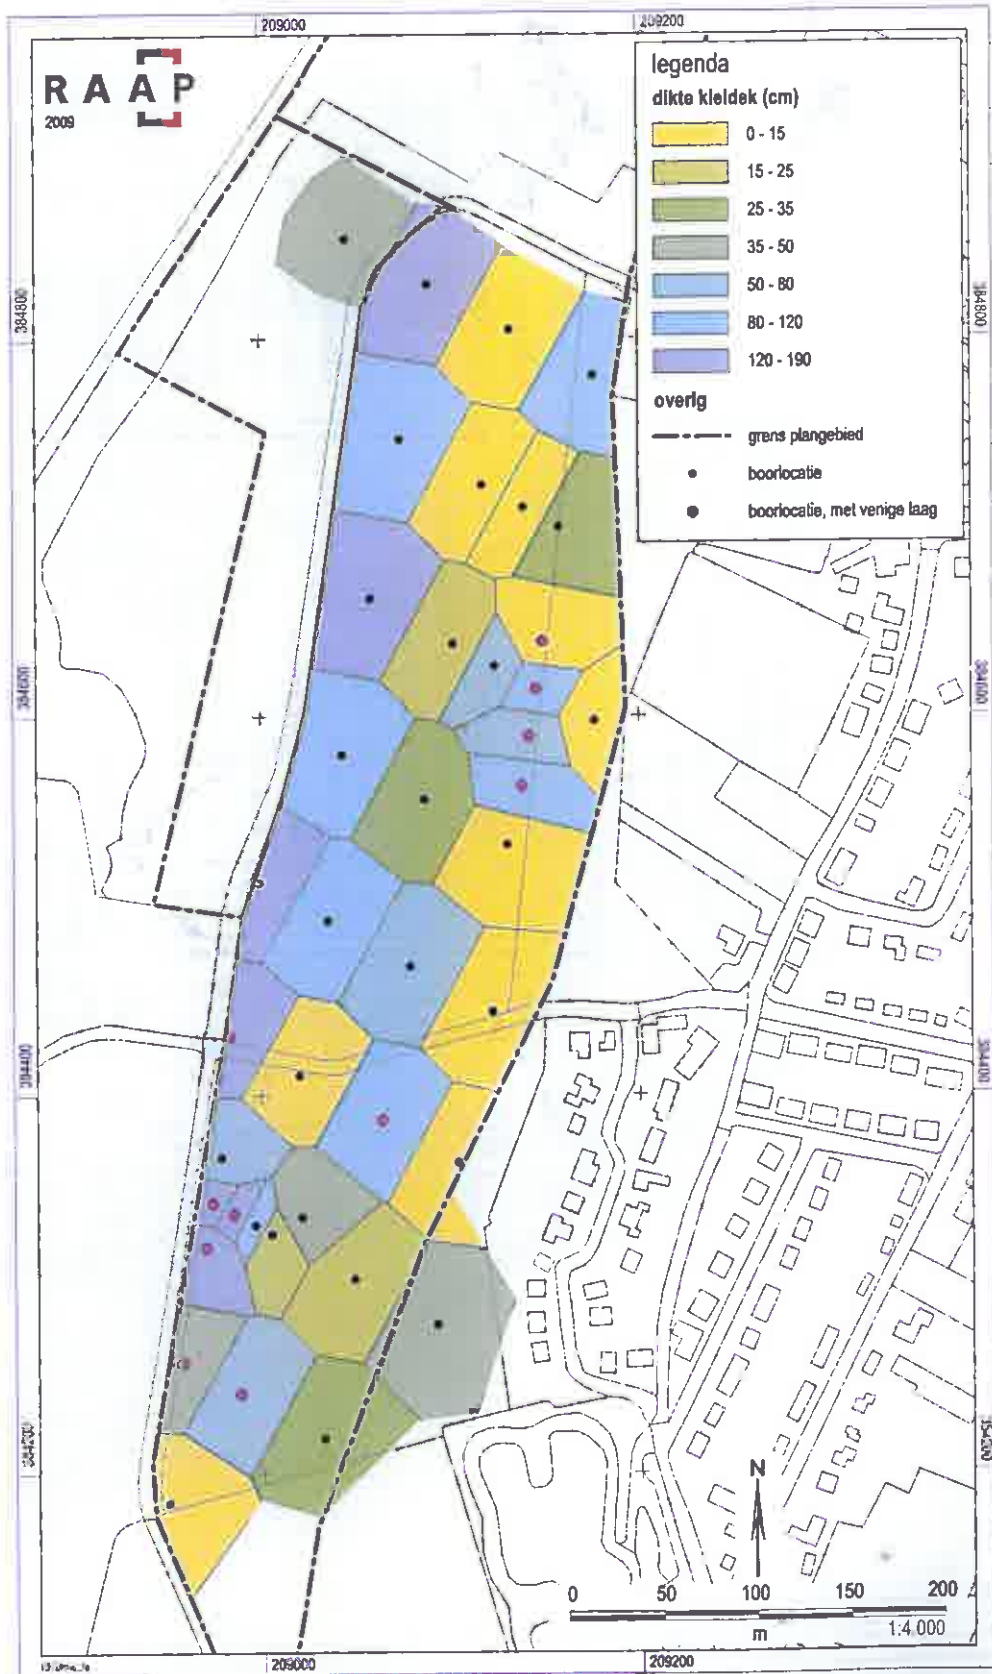 209000
209200
RAAP
2009
legenda
dikte kleidek (cm)
0 - 15
15 - 25
25 - 35
35 - 50
50 - 80
80 - 120
120 - 190
overig
grens plangebied
boorlocatie
boorlocatie, met venige laag
384800
384800
384600
384600
384400
384400
384200
384200
N
0 50 100 150 200
m
1:4.000
209000
209200